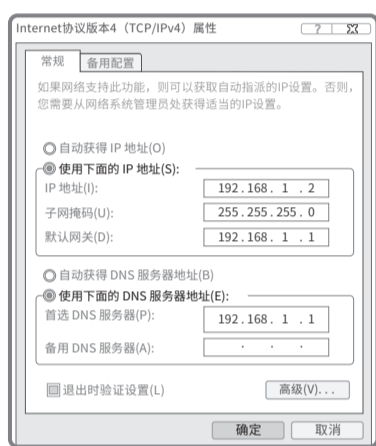 Internet协议版本4（TCP/IPv4）属性
常规 备用配置
如果网络支持此功能，则可以获取自动指派的IP设置。否则，
您需要从网络系统管理员处获得适当的IP设置。
自动获得 IP 地址(O)
使用下面的 IP 地址(S):
IP 地址(I): 192.168. 1 .2
子网掩码(U): 255.255.255.0
默认网关(D): 192.168. 1 .1
自动获得 DNS 服务器地址(B)
使用下面的 DNS 服务器地址(E):
首选 DNS 服务器(P): 192.168. 1 .1
备用 DNS 服务器(A): . . .
退出时验证设置(L) 高级(V)...
确定 取消